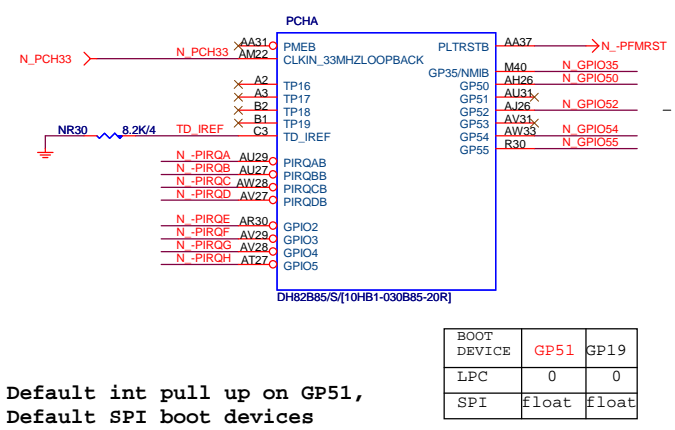 PCHA
N_PCH33
N_PCH33
AA31
AM22
PMEB
CLKIN_33MHZLOOPBACK
A2
TP16
A3
TP17
B2
TP18
B1
TP19
NR30
8.2K/4
TD_IREF
C3
TD_IREF
N_-PIRQA
AU29
PIRQAB
N_-PIRQB
AU27
PIRQBB
N_-PIRQC
AW28
PIRQCB
N_-PIRQD
AV27
PIRQDB
N_-PIRQE
AR30
GPIO2
N_-PIRQF
AV29
GPIO3
N_-PIRQG
AV28
GPIO4
N_-PIRQH
AT27
GPIO5
PLTRSTB
AA37
N_-PFMRST
GP35/NMIB
M40
N_GPIO35
GP50
AH26
N_GPIO50
GP51
AU31
GP52
AJ26
N_GPIO52
GP53
AV31
GP54
AW33
N_GPIO54
GP55
R30
N_GPIO55
DH82B85/S/[10HB1-030B85-20R]
BOOT
DEVICE GP51 GP19
LPC 0 0
SPI float float
Default int pull up on GP51,
Default SPI boot devices